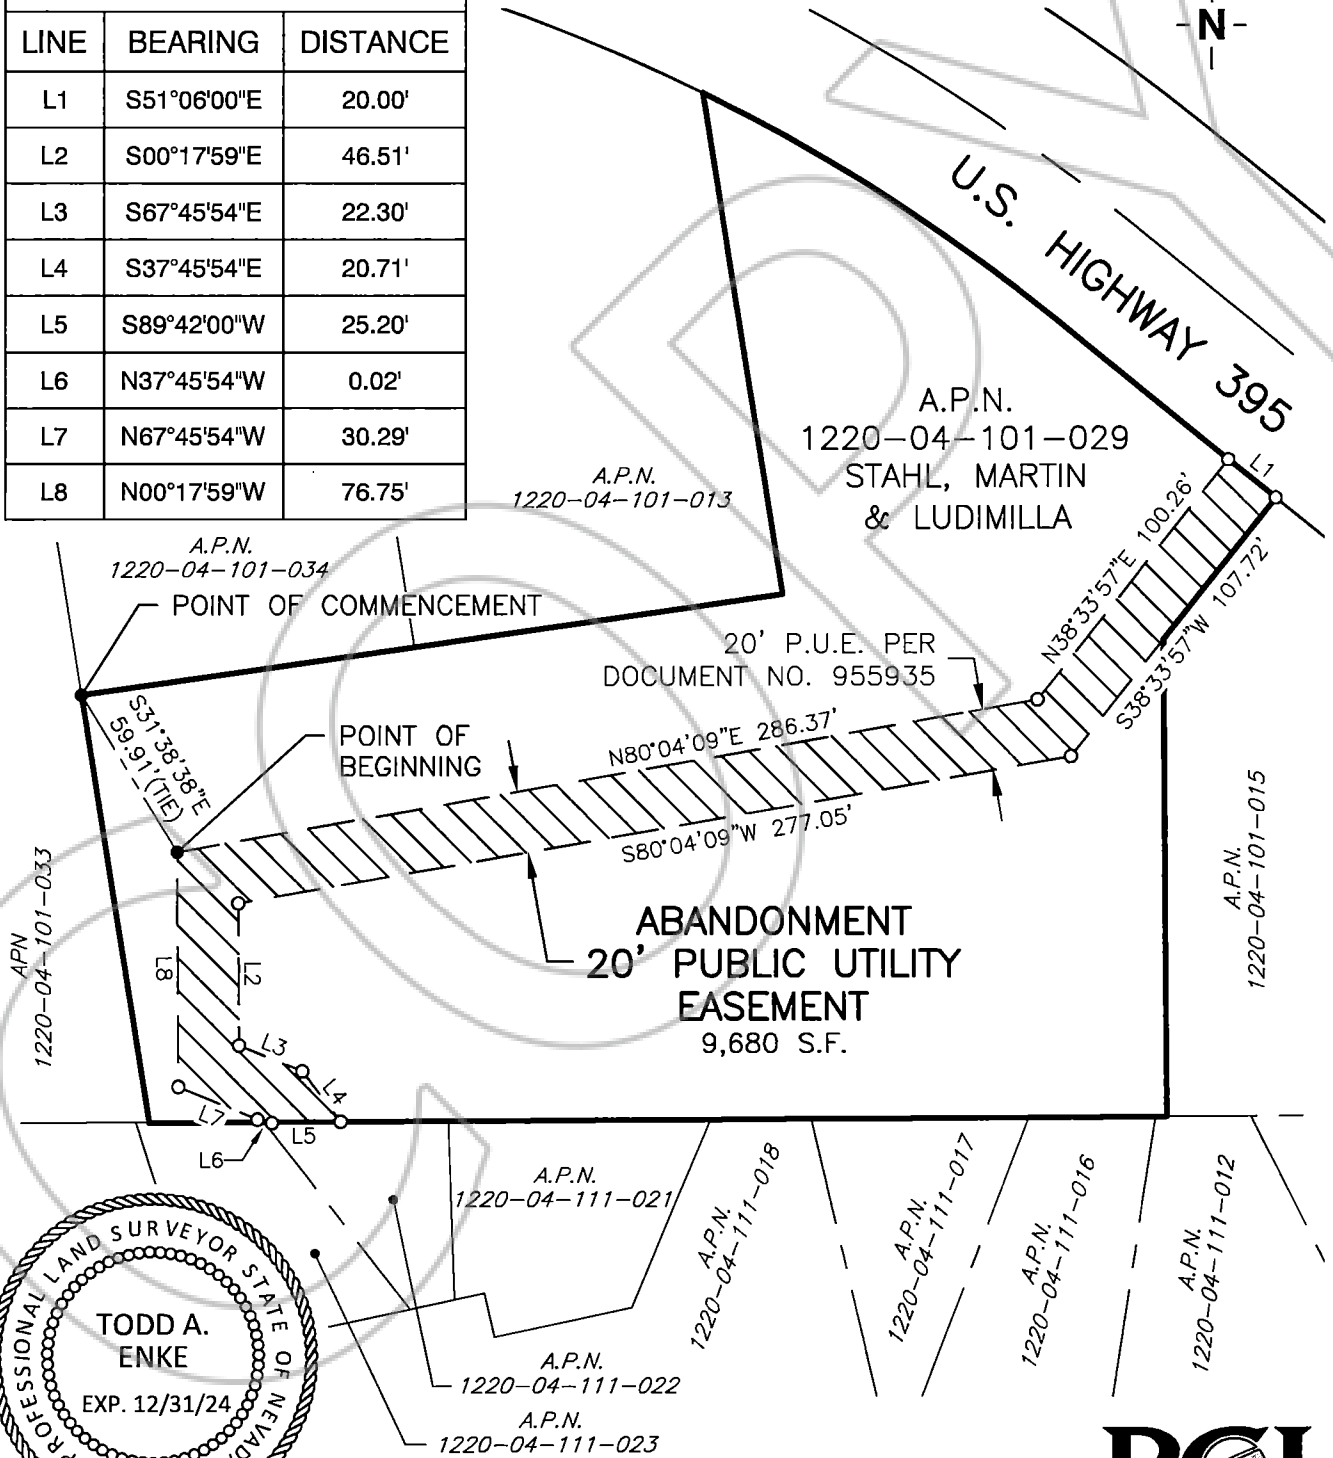 LINE BEARING DISTANCE
L1 S51°06'00"E 20.00'
L2 S00°17'59"E 46.51'
L3 S67°45'54"E 22.30'
L4 S37°45'54"E 20.71'
L5 S89°42'00"W 25.20'
L6 N37°45'54"W 0.02'
L7 N67°45'54"W 30.29'
L8 N00°17'59"W 76.75'
-N-
U.S. HIGHWAY 395
A.P.N.
1220-04-101-029
STAHL, MARTIN
& LUDIMILLA
A.P.N.
1220-04-101-013
L1
N38°33'57"E 100.26'
S38°33'57"W 107.72'
A.P.N.
1220-04-101-034
POINT OF COMMENCEMENT
20' P.U.E. PER
DOCUMENT NO. 955935
S31°38'38"E
59.91'(TIE)
POINT OF
BEGINNING
N80°04'09"E 286.37'
S80°04'09"W 277.05'
APN
1220-04-101-033
A.P.N.
1220-04-101-015
ABANDONMENT
20' PUBLIC UTILITY
EASEMENT
9,680 S.F.
L8
L2
L3
L4
L7
L5
L6
A.P.N.
1220-04-111-021
A.P.N.
1220-04-111-018
A.P.N.
1220-04-111-017
A.P.N.
1220-04-111-016
A.P.N.
1220-04-111-012
A.P.N.
1220-04-111-022
A.P.N.
1220-04-111-023
PROFESSIONAL LAND SURVEYOR STATE OF NEVADA
TODD A.
ENKE
EXP. 12/31/24
COPY